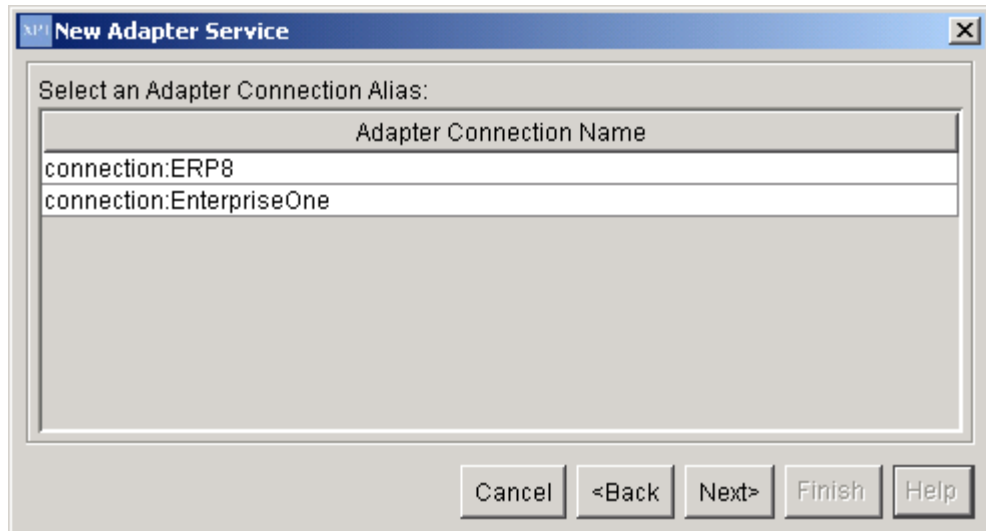 XPI New Adapter Service
Select an Adapter Connection Alias:
Adapter Connection Name
connection:ERP8
connection:EnterpriseOne
Cancel <Back Next> Finish Help